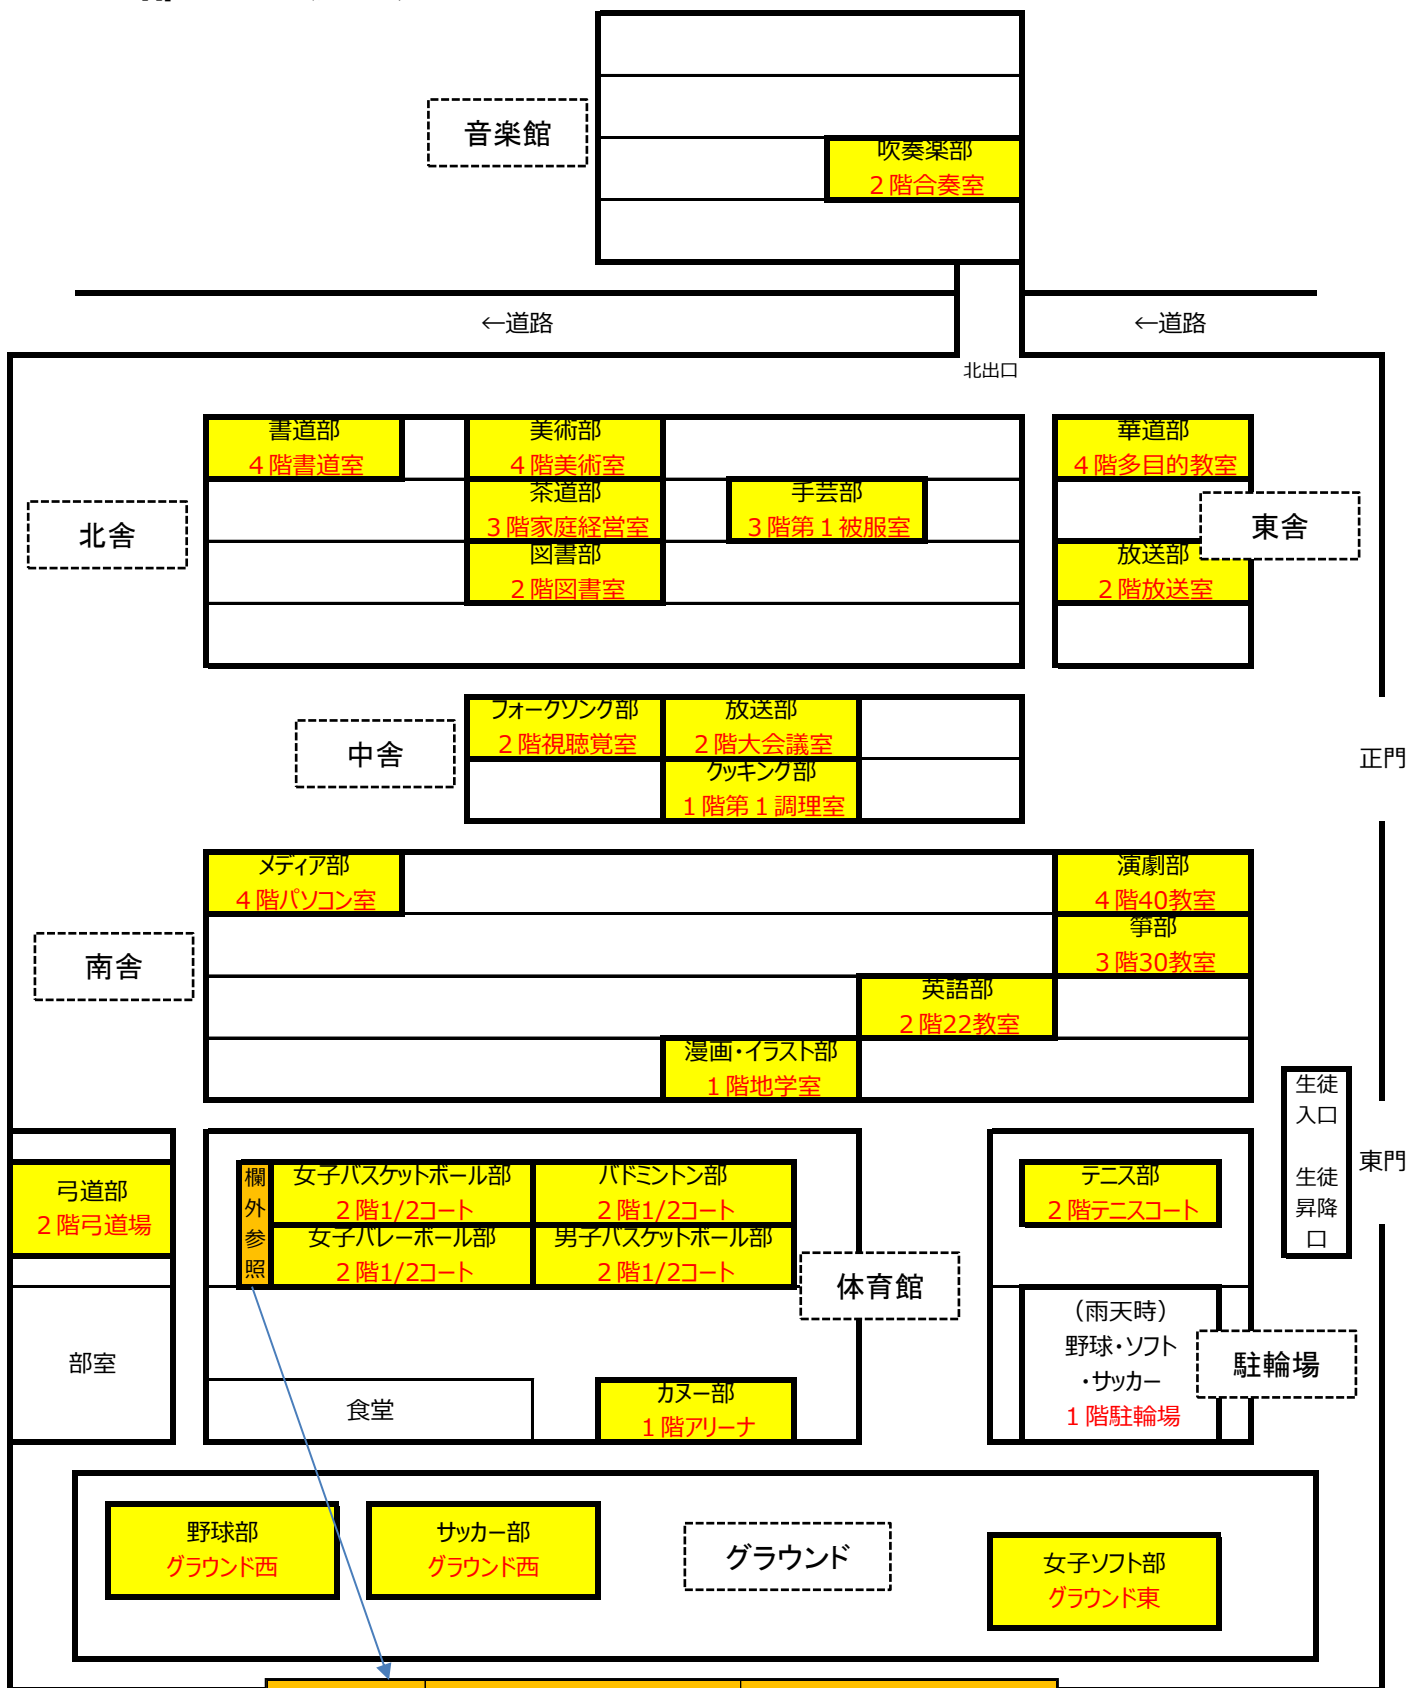 音楽館
吹奏楽部
２階合奏室
←道路
←道路
北出口
書道部
４階書道室
美術部
４階美術室
華道部
４階多目的教室
茶道部
３階家庭経営室
手芸部
３階第１被服室
北舎
東舎
図書部
２階図書室
放送部
２階放送室
フォークソング部
２階視聴覚室
放送部
２階大会議室
中舎
正門
クッキング部
１階第１調理室
メディア部
４階パソコン室
演劇部
４階40教室
箏部
３階30教室
南舎
英語部
２階22教室
漫画・イラスト部
１階地学室
生徒
入口
生徒
昇降
口
東門
弓道部
２階弓道場
欄
外
参
照
女子バスケットボール部
２階1/2コート
バドミントン部
２階1/2コート
女子バレーボール部
２階1/2コート
男子バスケットボール部
２階1/2コート
体育館
テニス部
２階テニスコート
（雨天時）
野球・ソフト
・サッカー
１階駐輪場
駐輪場
部室
食堂
カヌー部
１階アリーナ
野球部
グラウンド西
サッカー部
グラウンド西
グラウンド
女子ソフト部
グラウンド東